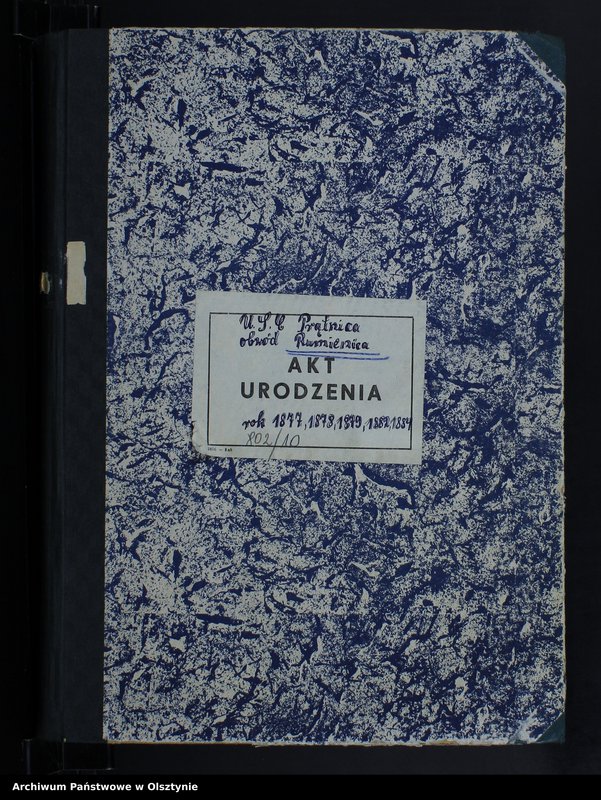 U S C Prątnica
obwód Rumienica
AKT
URODZENIA
rok 1877, 1878, 1879, 1882, 1884
802/10
Archiwum Państwowe w Olsztynie